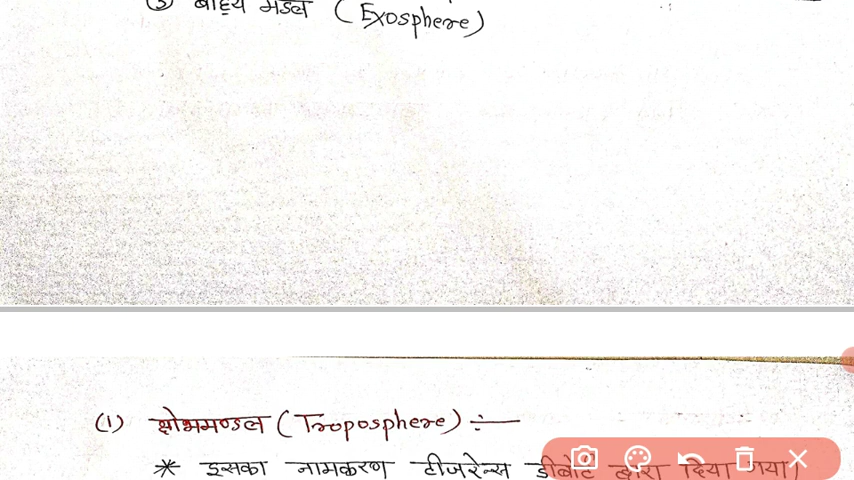 (5) बाह्य मंडल (Exosphere)
(1) क्षोभमण्डल (Troposphere) ÷—
* इसका नामकरण टीजरेन्स डीबोर्ट द्वारा दिया गया।